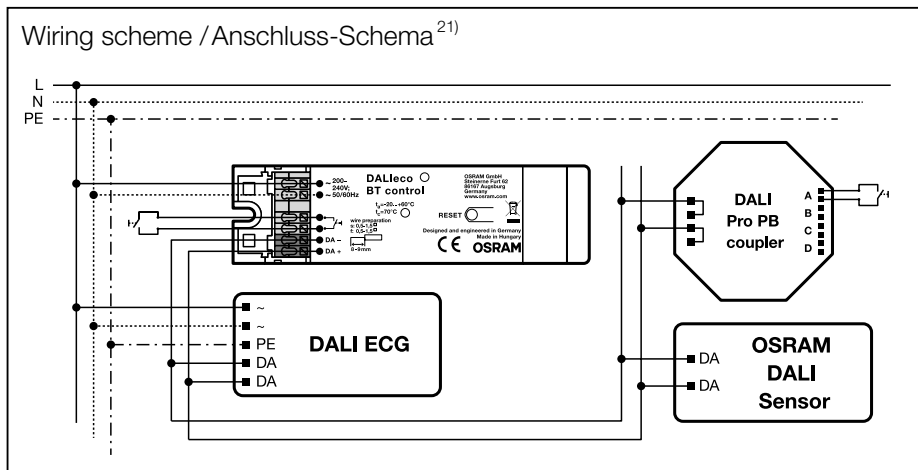 Wiring scheme / Anschluss-Schema 21)
L
N
PE
~ 200–
240V;
~ 50/60Hz
DALIeco
BT control
ta=-20... +60°C
tc=70°C
wire preparation
s: 0.5-1.5
f: 0.5-1.5
8–9mm
DA –
DA +
OSRAM GmbH
Steinerne Furt 62
86167 Augsburg
Germany
www.osram.com
RESET
Designed and engineered in Germany
Made in Hungary
CE
OSRAM
DALI
Pro PB
coupler
A
B
C
D
~
~
PE
DA
DA
DALI ECG
DA
DA
OSRAM
DALI
Sensor